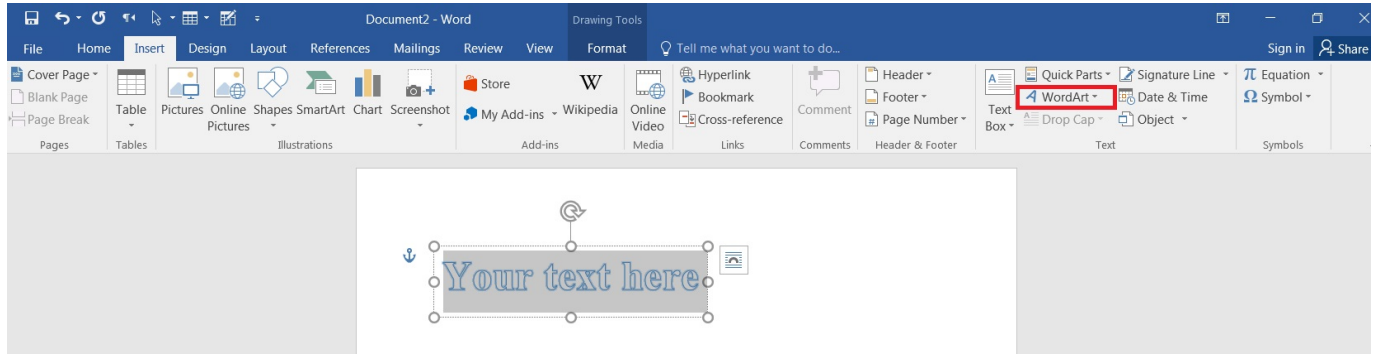 Document2 - Word
Drawing Tools
File Home Insert Design Layout References Mailings Review View Format Tell me what you want to do... Sign in Share
Cover Page
Blank Page
Page Break
Pages
Table
Tables
Pictures Online Pictures Shapes SmartArt Chart Screenshot
Illustrations
Store
My Add-ins
W
Wikipedia
Add-ins
Online
Video
Media
Hyperlink
Bookmark
Cross-reference
Links
Comment
Comments
Header
Footer
# Page Number
Header & Footer
A
Text
Box
Quick Parts
A WordArt
A Drop Cap
Signature Line
Date & Time
Object
Text
π Equation
Ω Symbol
Symbols
Your text here